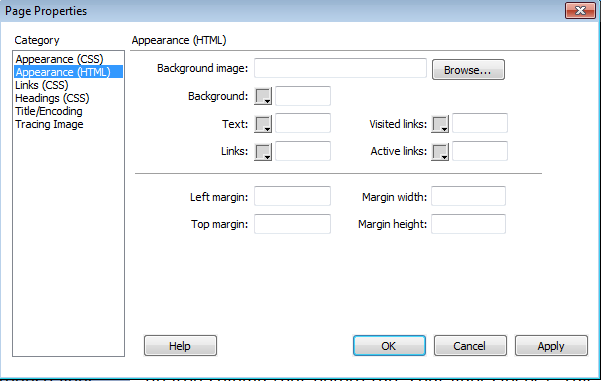 Page Properties
Category
Appearance (HTML)
Appearance (CSS)
Appearance (HTML)
Links (CSS)
Headings (CSS)
Title/Encoding
Tracing Image
Background image:
Browse...
Background:
Text:
Visited links:
Links:
Active links:
Left margin:
Margin width:
Top margin:
Margin height:
Help
OK
Cancel
Apply